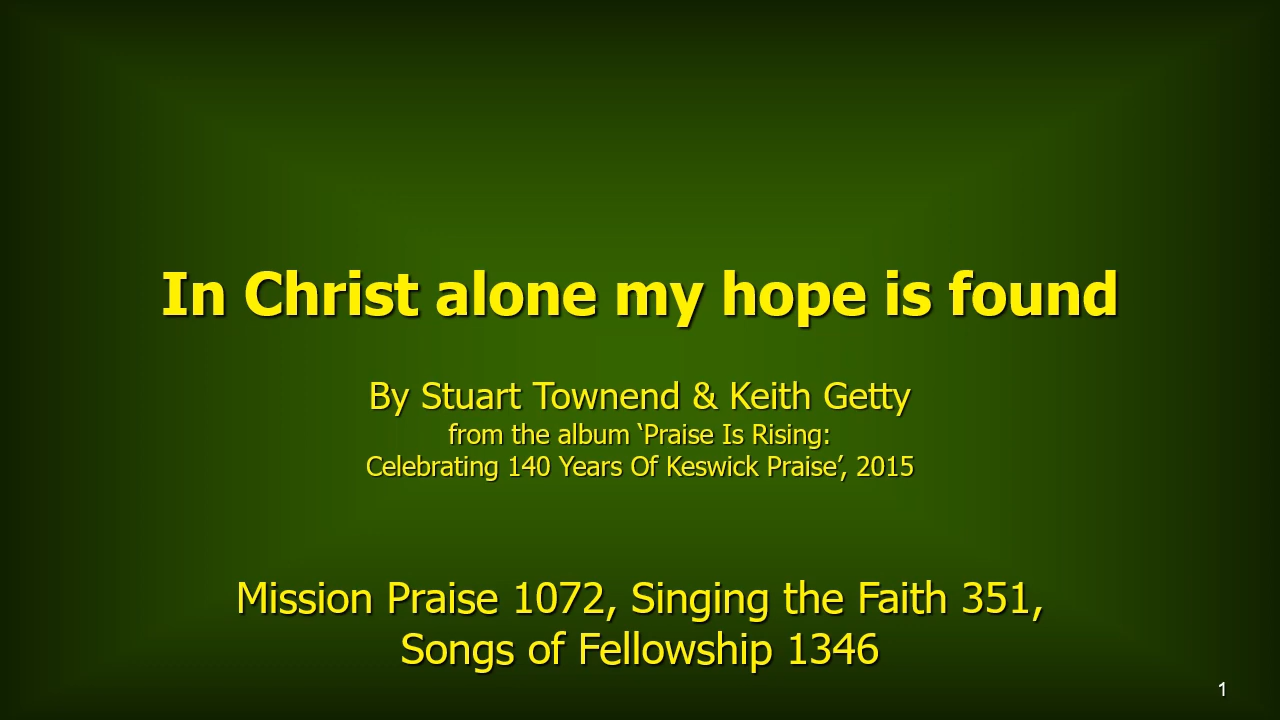 In Christ alone my hope is found
By Stuart Townend & Keith Getty
from the album ‘Praise Is Rising:
Celebrating 140 Years Of Keswick Praise’, 2015
Mission Praise 1072, Singing the Faith 351,
Songs of Fellowship 1346
1